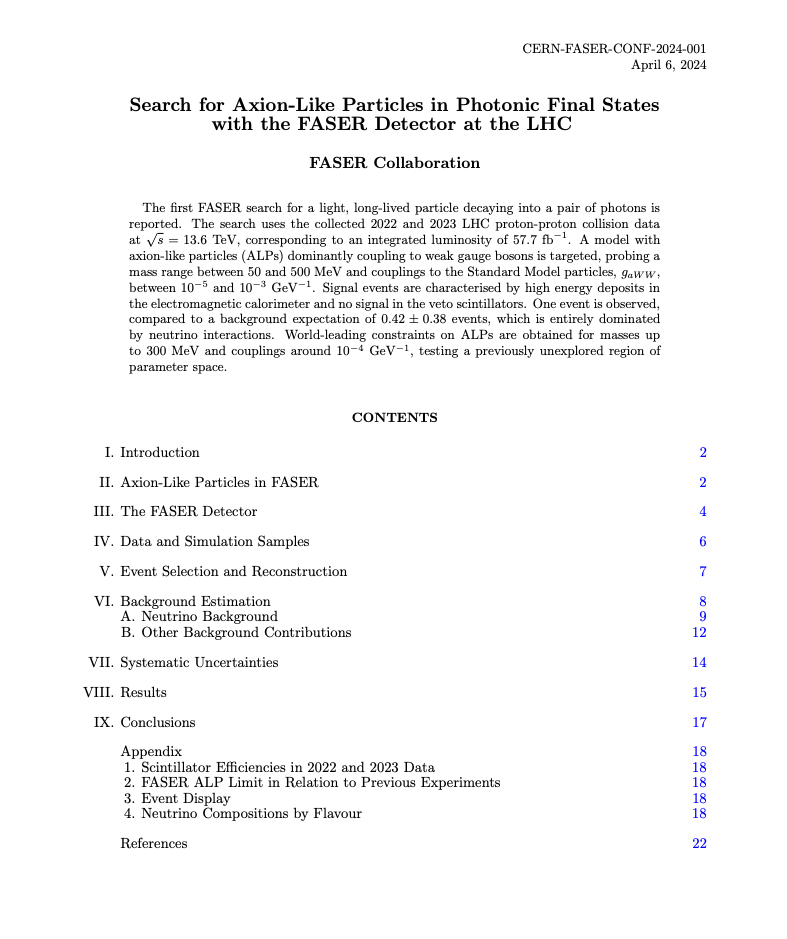 CERN-FASER-CONF-2024-001
April 6, 2024
Search for Axion-Like Particles in Photonic Final States
with the FASER Detector at the LHC
FASER Collaboration
The first FASER search for a light, long-lived particle decaying into a pair of photons is
reported. The search uses the collected 2022 and 2023 LHC proton-proton collision data
at √s = 13.6 TeV, corresponding to an integrated luminosity of 57.7 fb⁻¹. A model with
axion-like particles (ALPs) dominantly coupling to weak gauge bosons is targeted, probing a
mass range between 50 and 500 MeV and couplings to the Standard Model particles, g_aWW,
between 10⁻⁵ and 10⁻³ GeV⁻¹. Signal events are characterised by high energy deposits in
the electromagnetic calorimeter and no signal in the veto scintillators. One event is observed,
compared to a background expectation of 0.42 ± 0.38 events, which is entirely dominated
by neutrino interactions. World-leading constraints on ALPs are obtained for masses up
to 300 MeV and couplings around 10⁻⁴ GeV⁻¹, testing a previously unexplored region of
parameter space.
CONTENTS
I. Introduction 2
II. Axion-Like Particles in FASER 2
III. The FASER Detector 4
IV. Data and Simulation Samples 6
V. Event Selection and Reconstruction 7
VI. Background Estimation 8
A. Neutrino Background 9
B. Other Background Contributions 12
VII. Systematic Uncertainties 14
VIII. Results 15
IX. Conclusions 17
Appendix 18
1. Scintillator Efficiencies in 2022 and 2023 Data 18
2. FASER ALP Limit in Relation to Previous Experiments 18
3. Event Display 18
4. Neutrino Compositions by Flavour 18
References 22